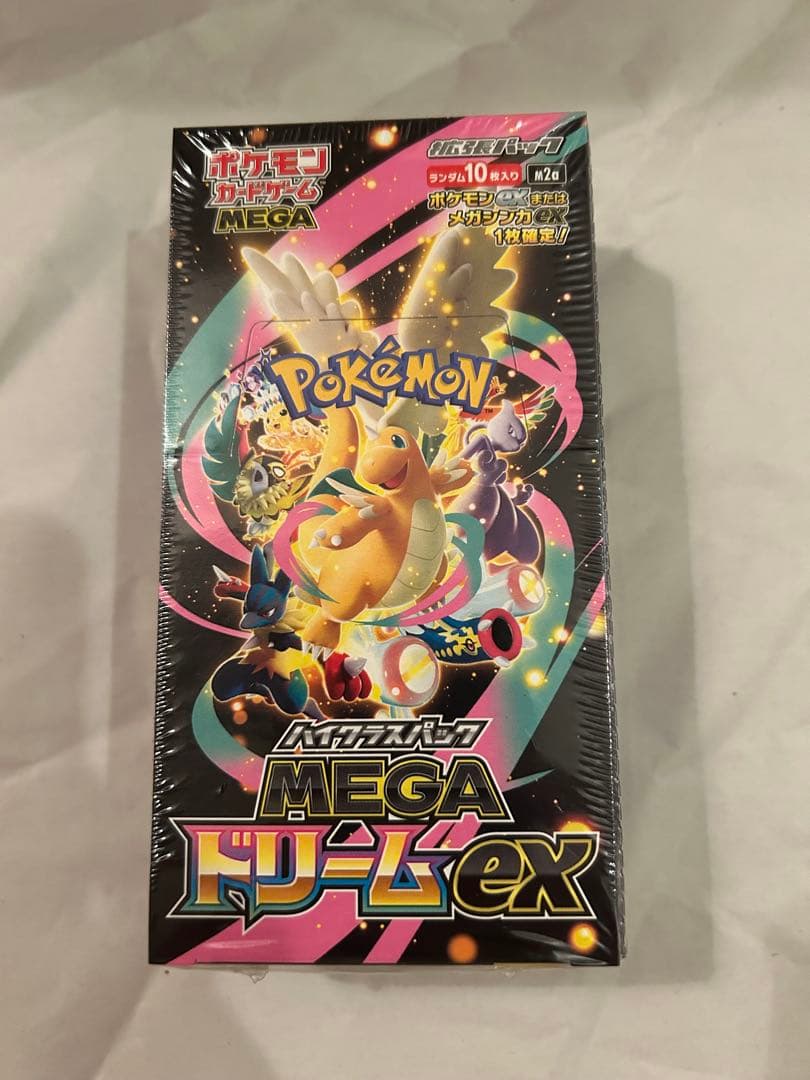 ポケモン
カードゲーム
MEGA
拡張パック
ランダム10枚入り M2a
ポケモンexまたは
メガシンカex
1枚確定!
POKéMON
TM
ハイクラスパック
MEGA
ドリームex